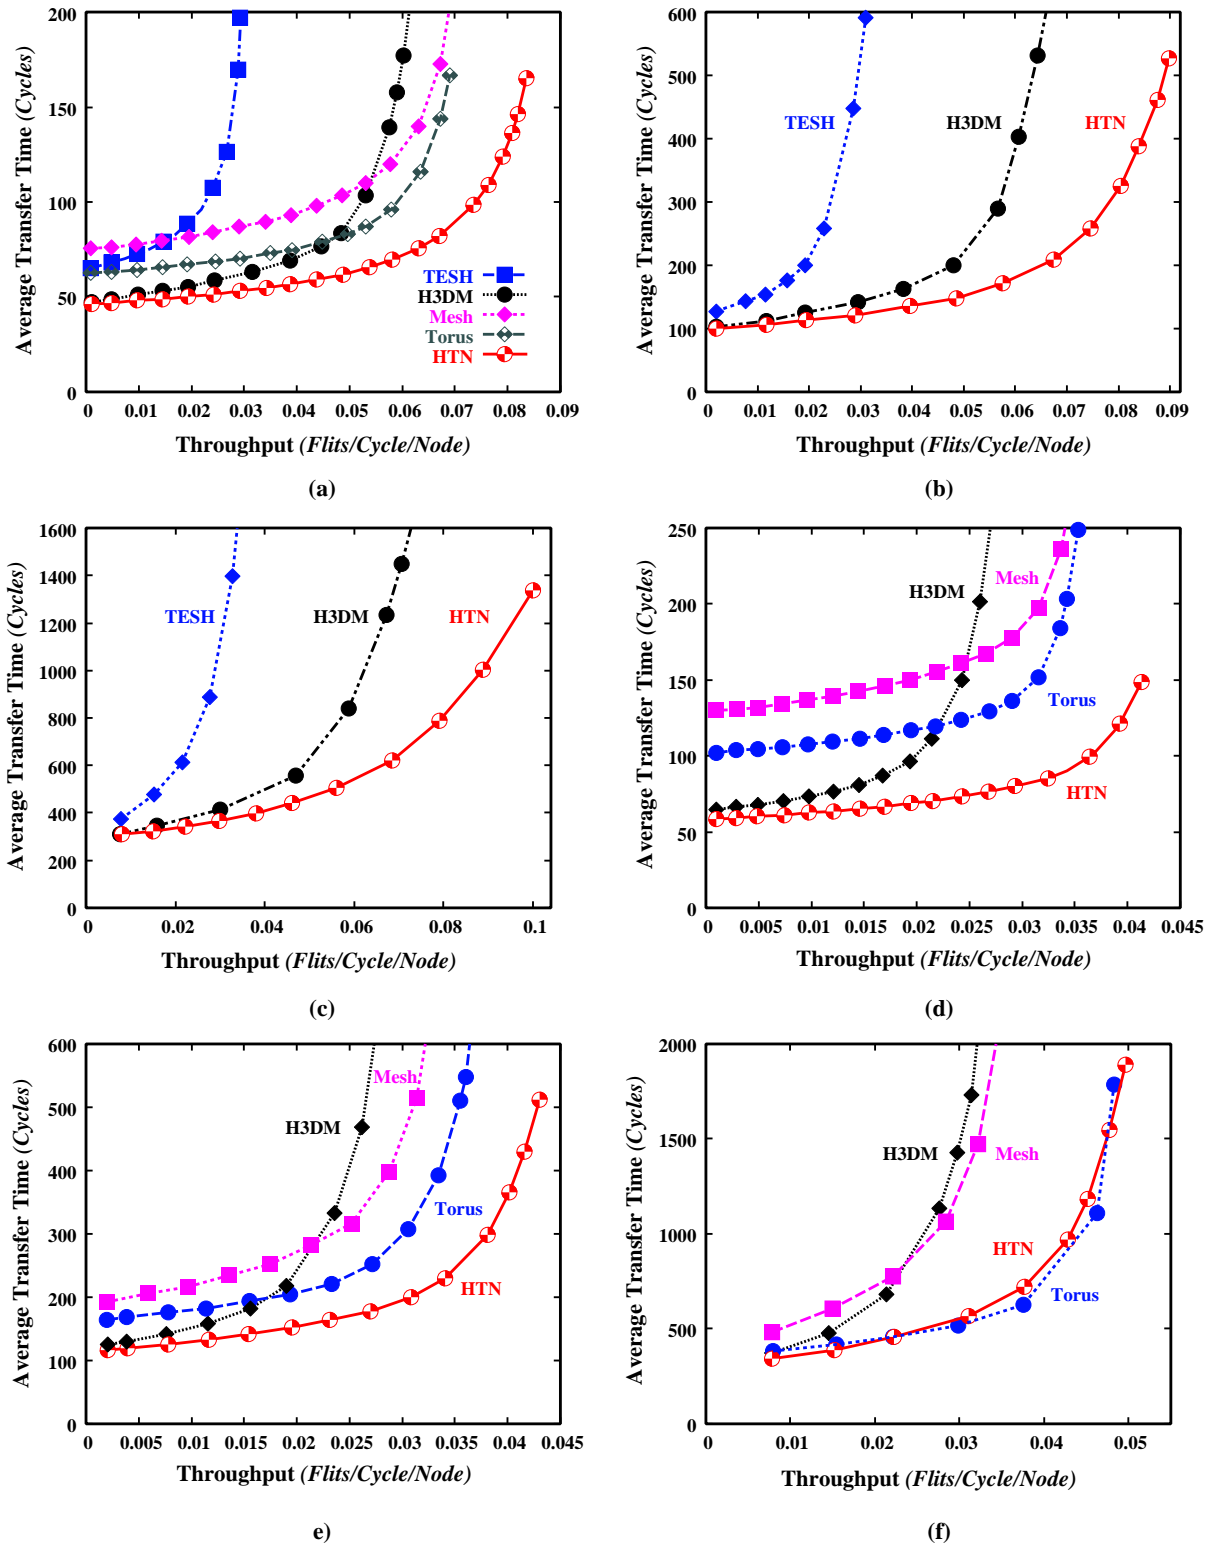 Average Transfer Time (Cycles)
200
150
100
50
0
TESH
H3DM
Mesh
Torus
HTN
0 0.01 0.02 0.03 0.04 0.05 0.06 0.07 0.08 0.09
Throughput (Flits/Cycle/Node)
(a)
Average Transfer Time (Cycles)
600
500
400
300
200
100
0
TESH
H3DM
HTN
0 0.01 0.02 0.03 0.04 0.05 0.06 0.07 0.08 0.09
Throughput (Flits/Cycle/Node)
(b)
Average Transfer Time (Cycles)
1600
1400
1200
1000
800
600
400
200
0
TESH
H3DM
HTN
0 0.02 0.04 0.06 0.08 0.1
Throughput (Flits/Cycle/Node)
(c)
Average Transfer Time (Cycles)
250
200
150
100
50
0
H3DM
Mesh
Torus
HTN
0 0.005 0.01 0.015 0.02 0.025 0.03 0.035 0.04 0.045
Throughput (Flits/Cycle/Node)
(d)
Average Transfer Time (Cycles)
600
500
400
300
200
100
0
Mesh
H3DM
Torus
HTN
0 0.005 0.01 0.015 0.02 0.025 0.03 0.035 0.04 0.045
Throughput (Flits/Cycle/Node)
e)
Average Transfer Time (Cycles)
2000
1500
1000
500
0
H3DM
Mesh
HTN
Torus
0 0.01 0.02 0.03 0.04 0.05
Throughput (Flits/Cycle/Node)
(f)